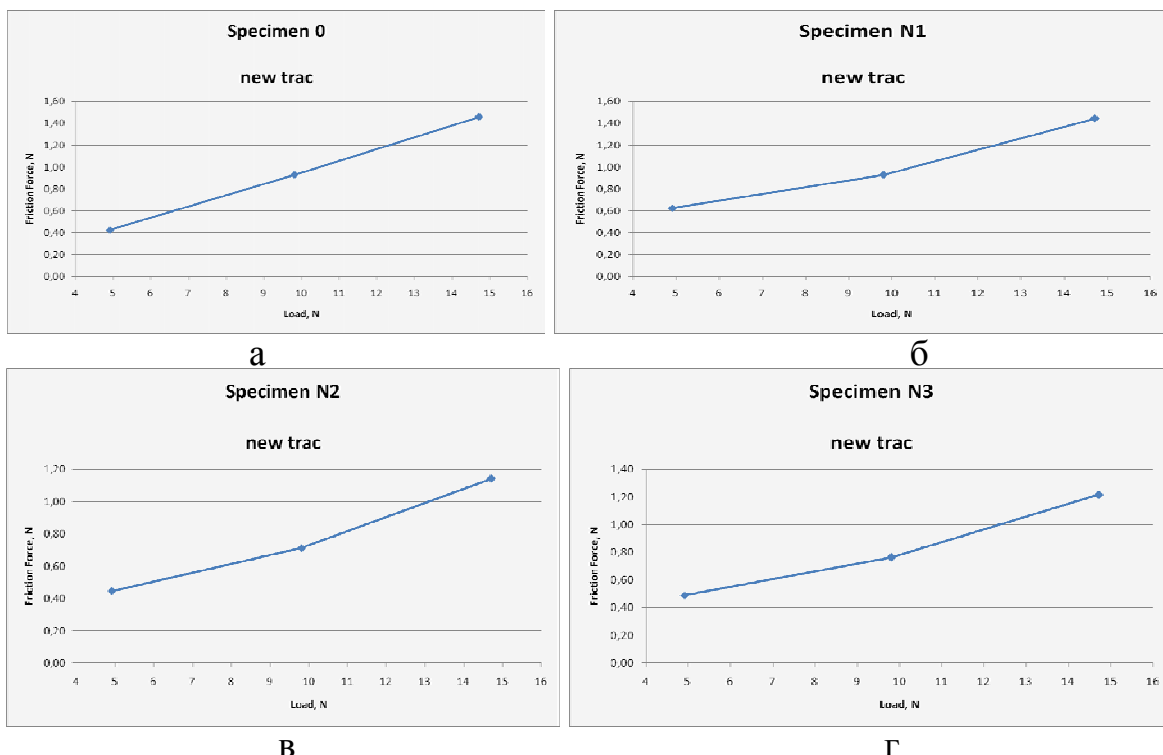 Specimen 0
new trac
1,60
1,40
1,20
1,00
0,80
0,60
0,40
0,20
0,00
Friction Force, N
4 5 6 7 8 9 10 11 12 13 14 15 16
Load, N
а
Specimen N1
new trac
1,60
1,40
1,20
1,00
0,80
0,60
0,40
0,20
0,00
Friction Force, N
4 5 6 7 8 9 10 11 12 13 14 15 16
Load, N
б
Specimen N2
new trac
1,20
1,00
0,80
0,60
0,40
0,20
0,00
Friction Force, N
4 5 6 7 8 9 10 11 12 13 14 15 16
Load, N
в
Specimen N3
new trac
1,40
1,20
1,00
0,80
0,60
0,40
0,20
0,00
Friction Force, N
4 5 6 7 8 9 10 11 12 13 14 15 16
Load, N
г